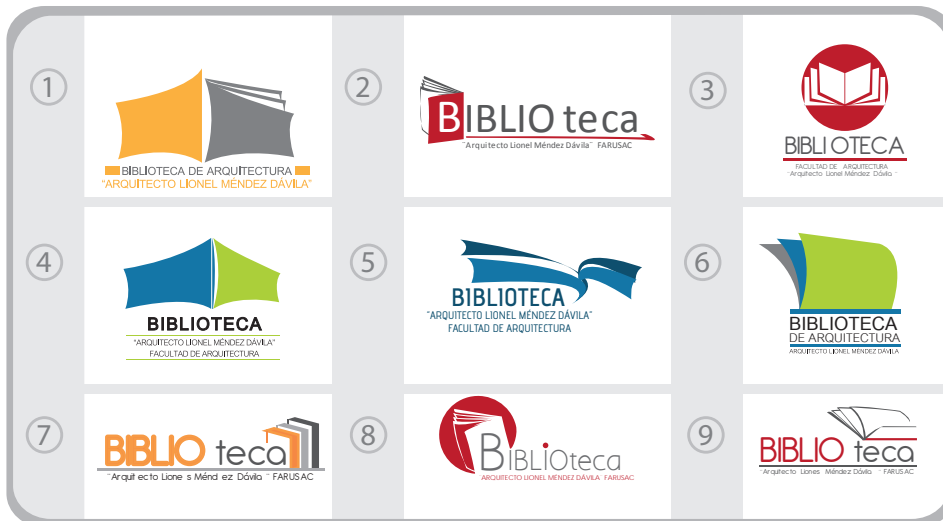 1
BIBLIOTECA DE ARQUITECTURA
"ARQUITECTO LIONEL MÉNDEZ DÁVILA"
2
BIBLIO teca
"Arquitecto Lionel Méndez Dávila" FARUSAC
3
BIBLIOTECA
FACULTAD DE ARQUITECTURA
"Arquitecto Lionel Méndez Dávila "
4
BIBLIOTECA
"ARQUITECTO LIONEL MÉNDEZ DÁVILA"
FACULTAD DE ARQUITECTURA
5
BIBLIOTECA
"ARQUITECTO LIONEL MÉNDEZ DÁVILA"
FACULTAD DE ARQUITECTURA
6
BIBLIOTECA
DE ARQUITECTURA
ARQUITECTO LIONEL MÉNDEZ DÁVILA
7
BIBLIO teca
"Arquitecto Lione s Ménd ez Dávila " FARUSAC
8
BIBLIOteca
ARQUITECTO LIONEL MÉNDEZ DÁVILA FARUSAC
9
BIBLIO teca
"Arquitecto Liones Méndez Dávila " FARUSAC